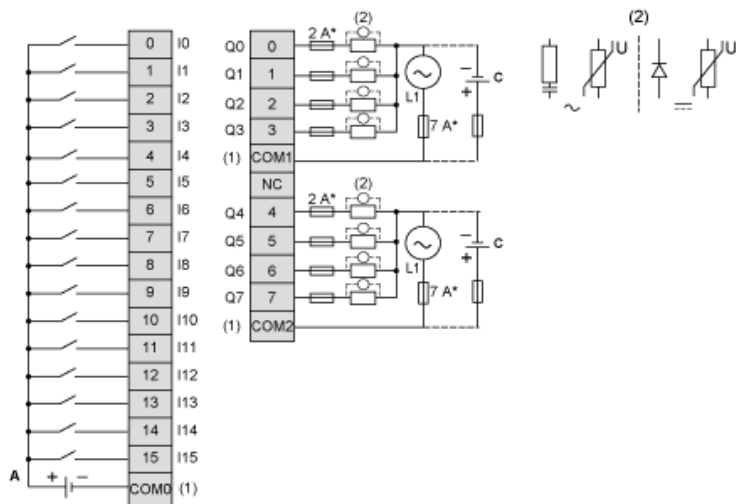 0 I0
1 I1
2 I2
3 I3
4 I4
5 I5
6 I6
7 I7
8 I8
9 I9
10 I10
11 I11
12 I12
13 I13
14 I14
15 I15
A + − COM0 (1)
(2)
Q0 0 2 A*
Q1 1
Q2 2
Q3 3
L1
7 A*
− + C
(1) COM1
NC
(2)
Q4 4 2 A*
Q5 5
Q6 6
Q7 7
L1
7 A*
− + C
(1) COM2
(2)
U U